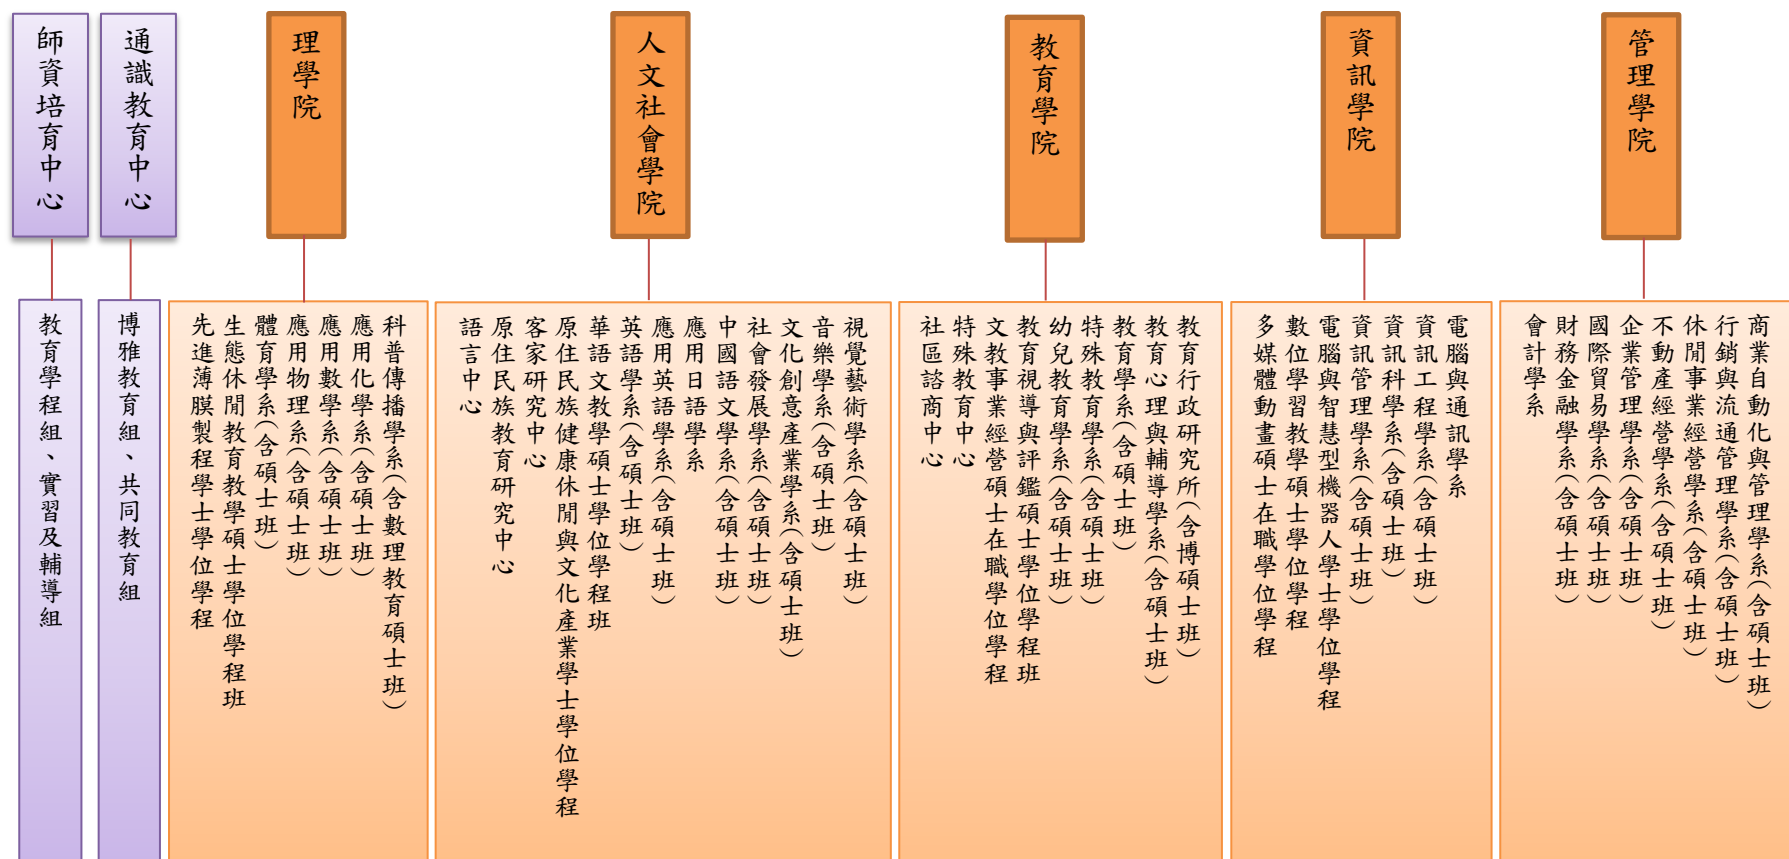 管理學院
商業自動化與管理學系(含碩士班)
行銷與流通管理學系(含碩士班)
休閒事業經營學系(含碩士班)
不動產經營學系(含碩士班)
企業管理學系(含碩士班)
國際貿易學系(含碩士班)
財務金融學系(含碩士班)
會計學系
資訊學院
電腦與通訊學系
資訊工程學系(含碩士班)
資訊科學系(含碩士班)
資訊管理學系(含碩士班)
電腦與智慧型機器人學士學位學程
數位學習教學碩士學位學程
多媒體動畫碩士在職學位學程
教育學院
教育行政研究所(含博碩士班)
教育心理與輔導學系(含碩士班)
教育學系(含碩士班)
特殊教育學系(含碩士班)
幼兒教育學系(含碩士班)
教育視導與評鑑碩士學位學程班
文教事業經營碩士在職學位學程
特殊教育中心
社區諮商中心
人文社會學院
視覺藝術學系(含碩士班)
音樂學系(含碩士班)
文化創意產業學系(含碩士班)
社會發展學系(含碩士班)
中國語文學系(含碩士班)
應用日語學系
應用英語學系(含碩士班)
英語學系(含碩士班)
華語文教學碩士學位學程班
原住民族健康休閒與文化產業學士學位學程
客家研究中心
原住民族教育研究中心
語言中心
理學院
科普傳播學系(含數理教育碩士班)
應用化學系(含碩士班)
應用數學系(含碩士班)
應用物理系(含碩士班)
體育學系(含碩士班)
生態休閒教育教學碩士學位學程班
先進薄膜製程學士學位學程
通識教育中心
博雅教育組、共同教育組
師資培育中心
教育學程組、實習及輔導組